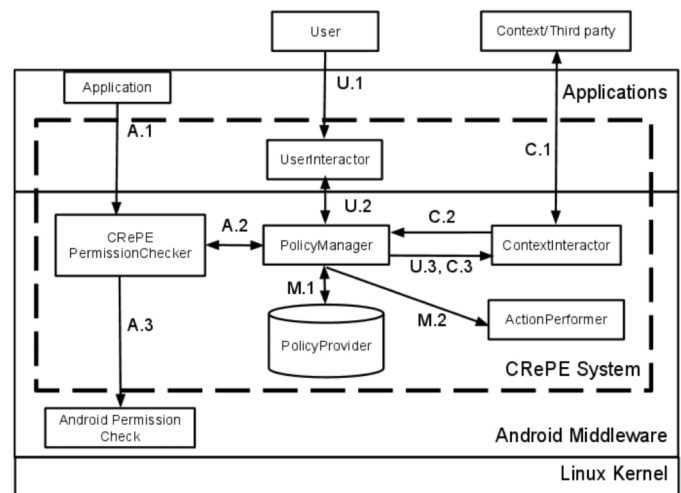 User
Context/Third party
Application
U.1
Applications
A.1
C.1
UserInteractor
U.2
C.2
CRePE
PermissionChecker
A.2
PolicyManager
ContextInteractor
U.3, C.3
M.1
A.3
M.2
ActionPerformer
PolicyProvider
CRePE System
Android Permission
Check
Android Middleware
Linux Kernel